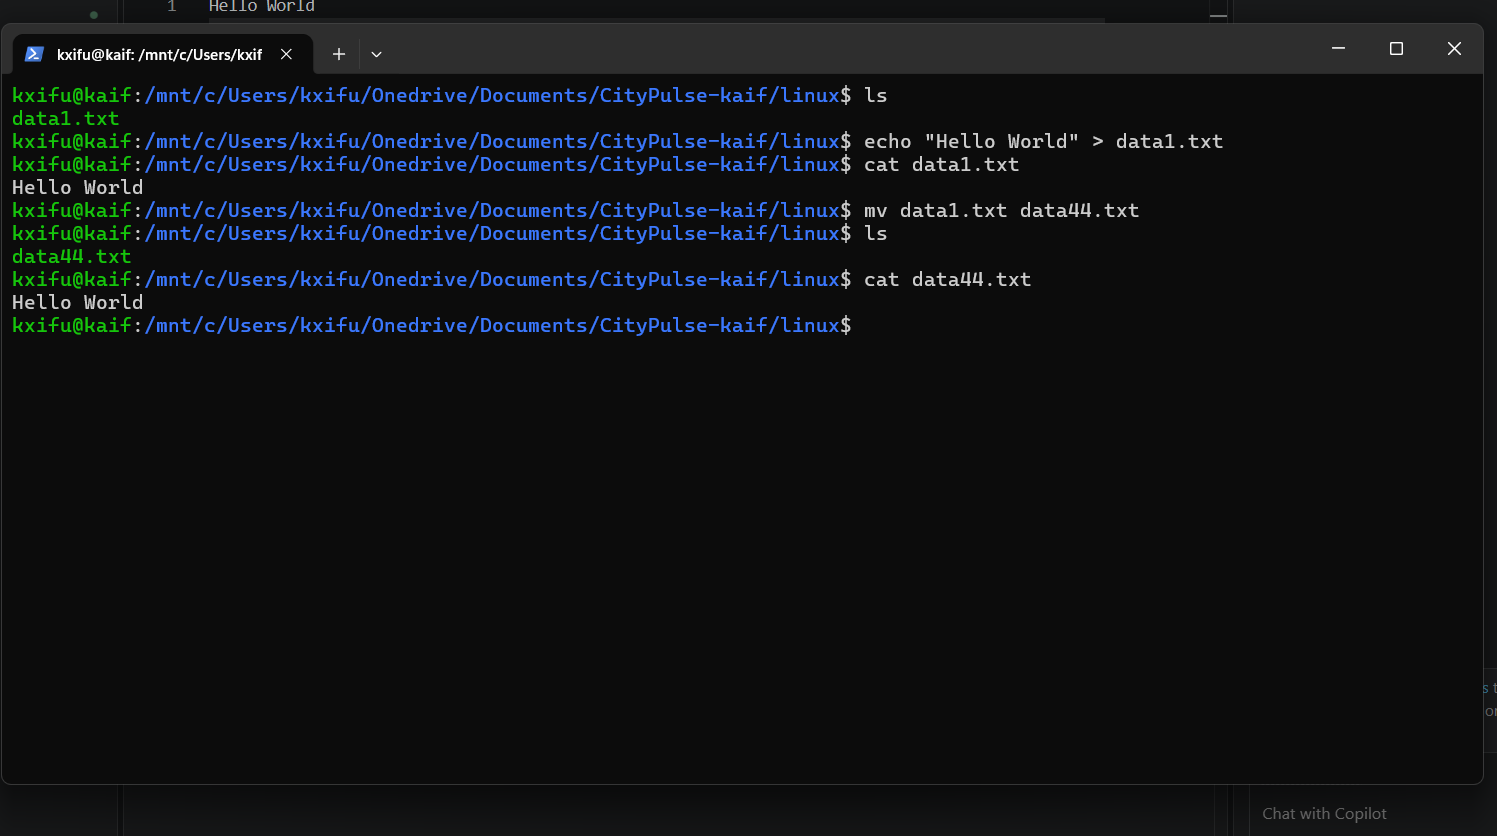 1 Hello World
kxifu@kaif: /mnt/c/Users/kxif
kxifu@kaif:/mnt/c/Users/kxifu/Onedrive/Documents/CityPulse-kaif/linux$ ls
data1.txt
kxifu@kaif:/mnt/c/Users/kxifu/Onedrive/Documents/CityPulse-kaif/linux$ echo "Hello World" > data1.txt
kxifu@kaif:/mnt/c/Users/kxifu/Onedrive/Documents/CityPulse-kaif/linux$ cat data1.txt
Hello World
kxifu@kaif:/mnt/c/Users/kxifu/Onedrive/Documents/CityPulse-kaif/linux$ mv data1.txt data44.txt
kxifu@kaif:/mnt/c/Users/kxifu/Onedrive/Documents/CityPulse-kaif/linux$ ls
data44.txt
kxifu@kaif:/mnt/c/Users/kxifu/Onedrive/Documents/CityPulse-kaif/linux$ cat data44.txt
Hello World
kxifu@kaif:/mnt/c/Users/kxifu/Onedrive/Documents/CityPulse-kaif/linux$
Chat with Copilot